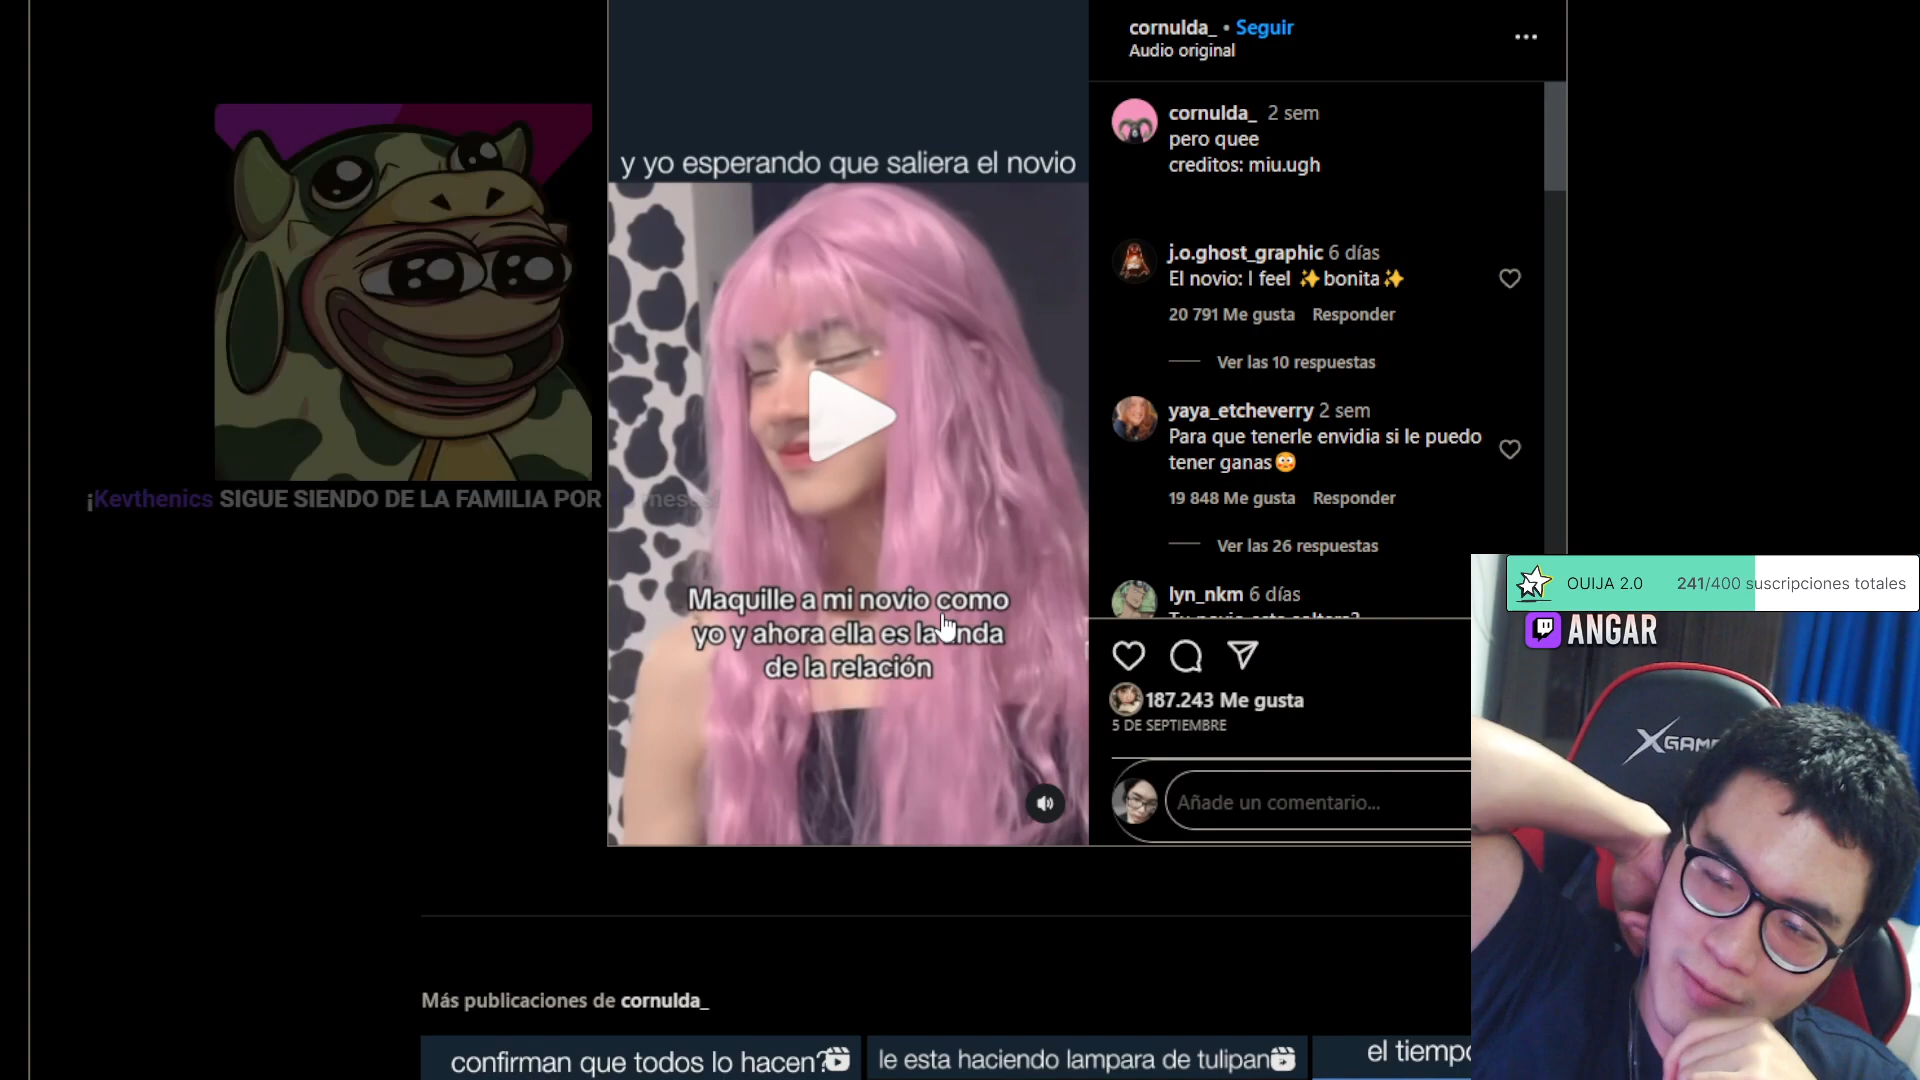 cornulda_ • Seguir
Audio original
y yo esperando que saliera el novio
cornulda_ 2 sem
pero quee
creditos: miu.ugh
j.o.ghost_graphic 6 días
El novio: I feel ✨bonita✨
20 791 Me gusta Responder
Ver las 10 respuestas
yaya_etcheverry 2 sem
Para que tenerle envidia si le puedo
tener ganas😳
19 848 Me gusta Responder
Ver las 26 respuestas
¡Kevthenics SIGUE SIENDO DE LA FAMILIA POR
lyn_nkm 6 días
Maquille a mi novio como
yo y ahora ella es la
de la relación
187.243 Me gusta
5 DE SEPTIEMBRE
Añade un comentario...
OUIJA 2.0 241/400 suscripciones totales
ANGAR
Más publicaciones de cornulda_
confirman que todos lo hacen?
le esta haciendo lampara de tulipan
el